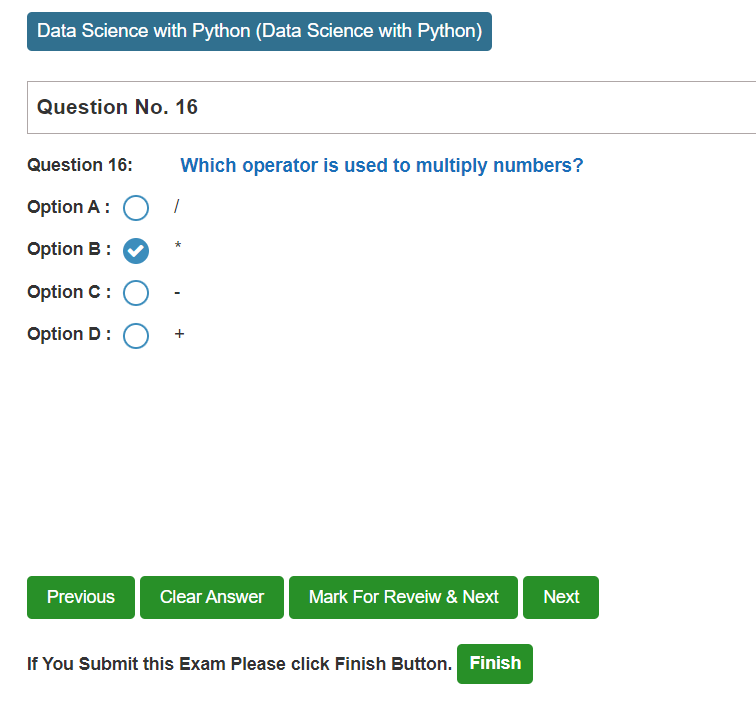 Data Science with Python (Data Science with Python)
Question No. 16
Question 16: Which operator is used to multiply numbers?
Option A : /
Option B : *
Option C : -
Option D : +
Previous Clear Answer Mark For Reveiw & Next Next
If You Submit this Exam Please click Finish Button. Finish